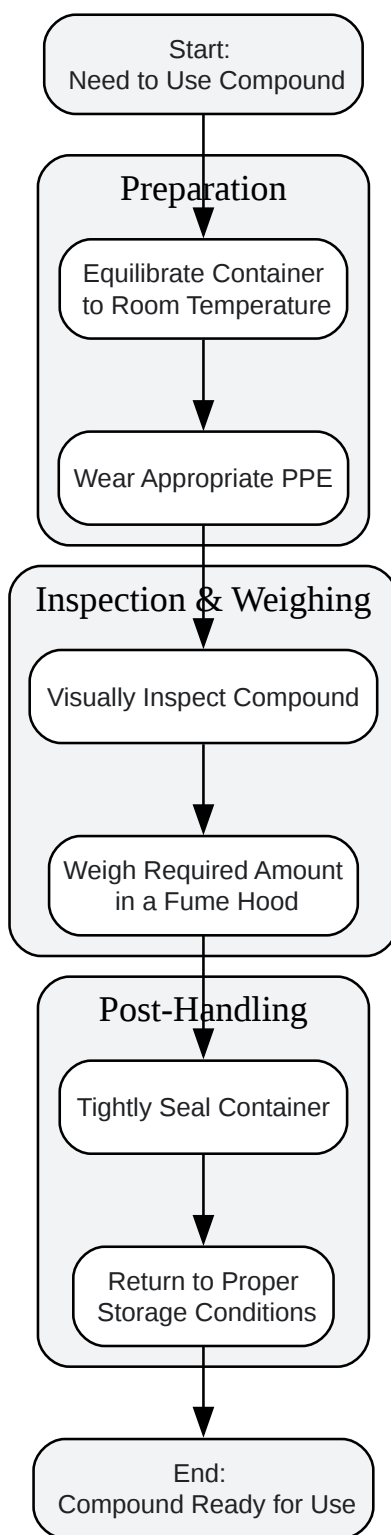 Start:
Need to Use Compound
Preparation
Equilibrate Container
to Room Temperature
Wear Appropriate PPE
Inspection & Weighing
Visually Inspect Compound
Weigh Required Amount
in a Fume Hood
Post-Handling
Tightly Seal Container
Return to Proper
Storage Conditions
End:
Compound Ready for Use